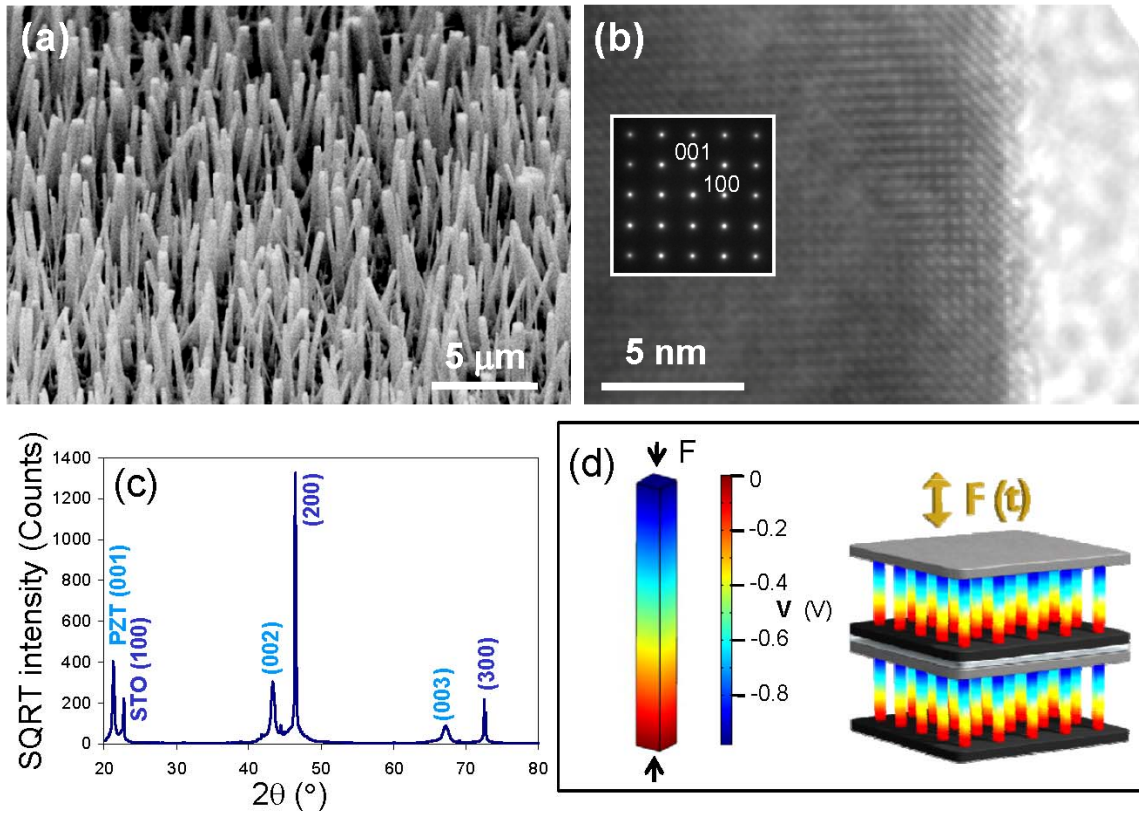 (a)
5 μm
(b)
001
100
5 nm
(c)
SQRT intensity (Counts)
1400
1200
1000
800
600
400
200
0
20
30
40
50
60
70
80
2θ (°)
PZT (001)
STO (100)
(002)
(200)
(003)
(300)
(d)
F
0
-0.2
-0.4
V (V)
-0.6
-0.8
F (t)